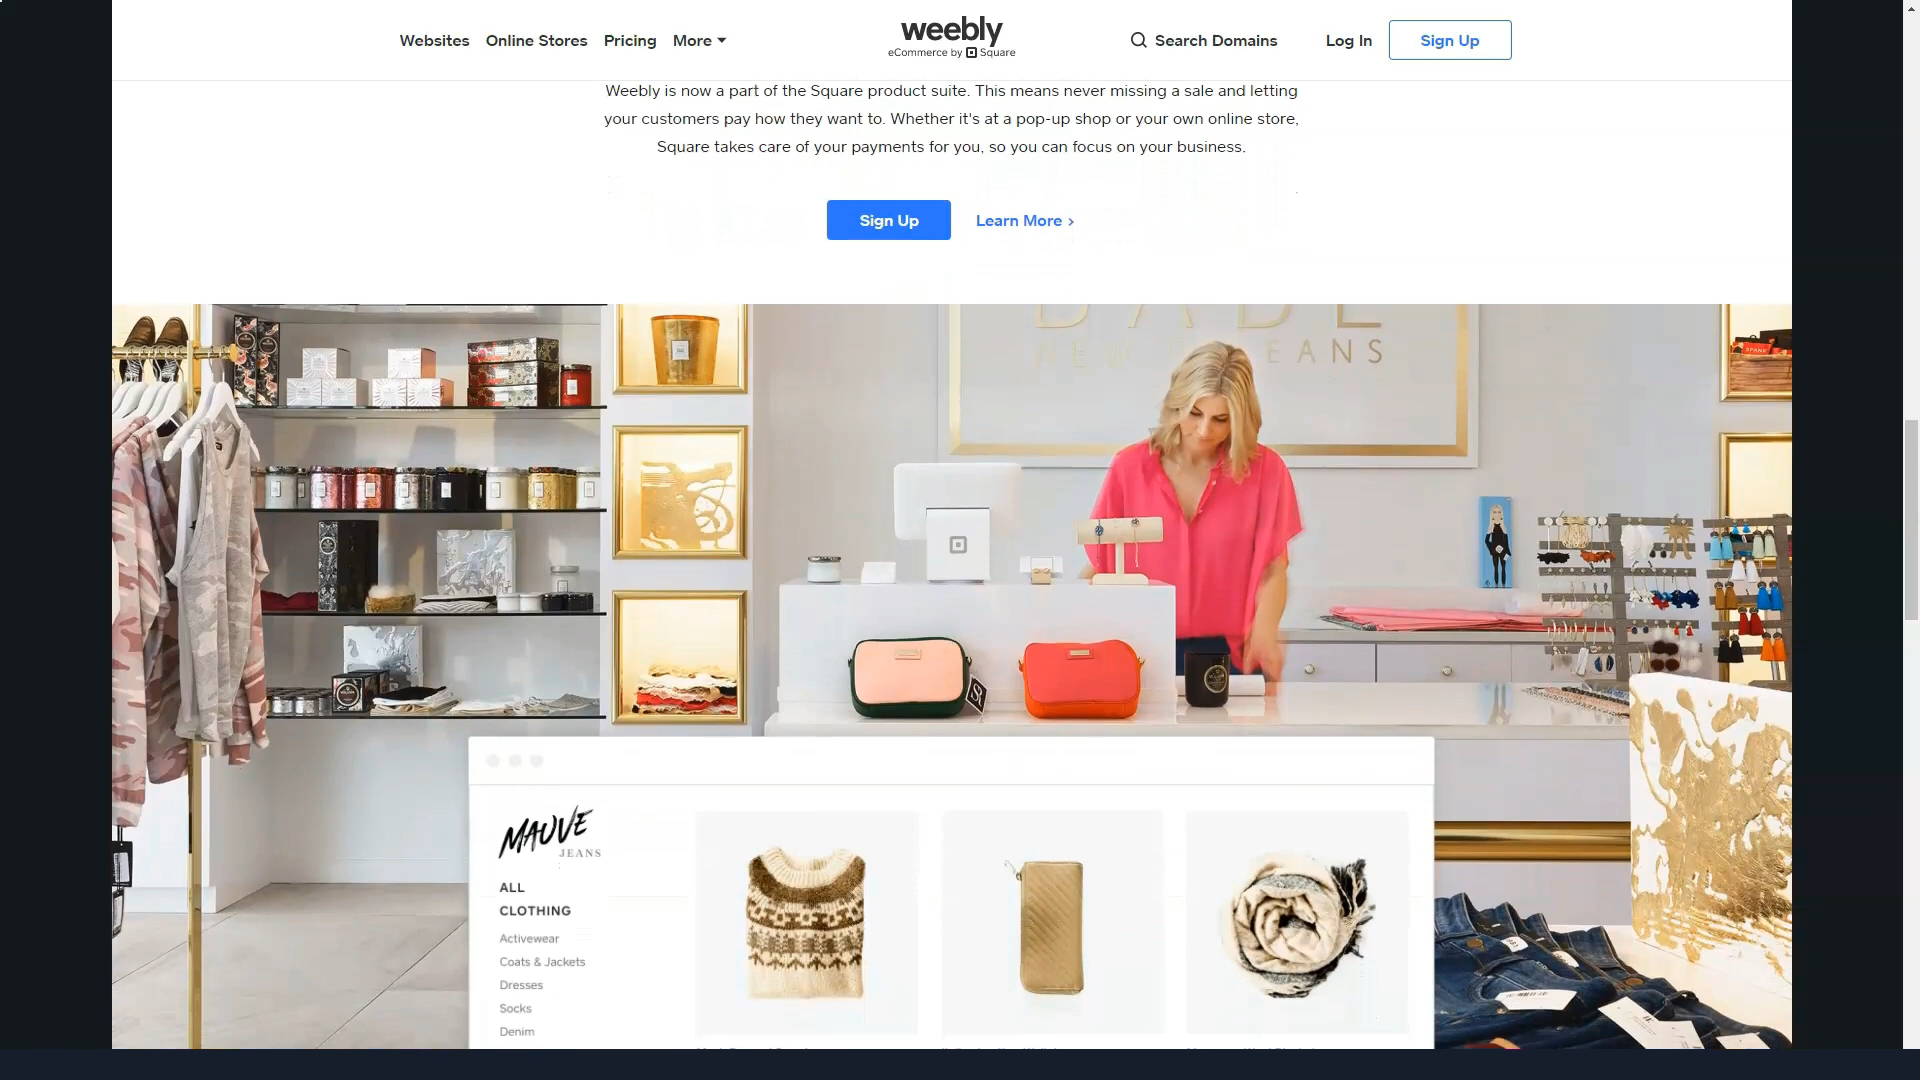 Websites
Online Stores
Pricing
More
weebly
eCommerce by Square
Search Domains
Log In
Sign Up
Weebly is now a part of the Square product suite. This means never missing a sale and letting
your customers pay how they want to. Whether it's at a pop-up shop or your own online store,
Square takes care of your payments for you, so you can focus on your business.
Sign Up
Learn More ›
EANS
MAUVE
JEANS
ALL
CLOTHING
Activewear
Coats & Jackets
Dresses
Socks
Denim